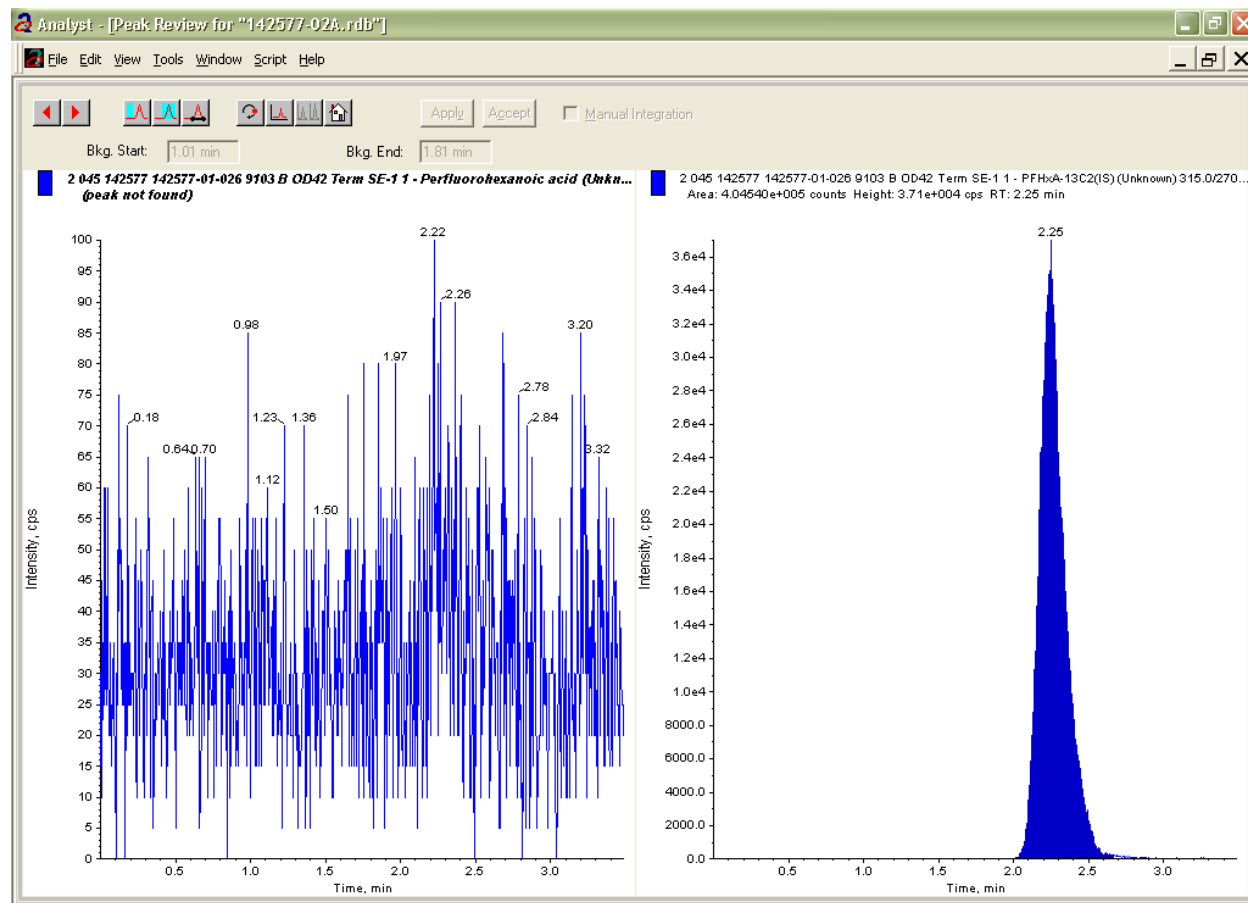 Analyst - [Peak Review for "142577-02A.rdb"]
File Edit View Tools Window Script Help
Apply Accept Manual Integration
Bkg. Start: 1.01 min Bkg. End: 1.81 min
2 045 142577 142577-01-026 9103 B OD42 Term SE-1 1 - Perfluorohexanoic acid (Unkn...
(peak not found)
100
95
90
85
80
75
70
65
60
55
50
45
40
35
30
25
20
15
10
5
0
Intensity, cps
2.22
2.26
0.98
3.20
1.97
2.78
0.18
1.23
1.36
2.84
0.64
0.70
3.32
1.12
1.50
0.5 1.0 1.5 2.0 2.5 3.0
Time, min
2 045 142577 142577-01-026 9103 B OD42 Term SE-1 1 - PFHxA-13C2(IS) (Unknown) 315.0/270...
Area: 4.04540e+005 counts Height: 3.71e+004 cps RT: 2.25 min
2.25
3.6e4
3.4e4
3.2e4
3.0e4
2.8e4
2.6e4
2.4e4
2.2e4
2.0e4
1.8e4
1.6e4
1.4e4
1.2e4
1.0e4
8000.0
6000.0
4000.0
2000.0
0.0
Intensity, cps
0.5 1.0 1.5 2.0 2.5 3.0
Time, min